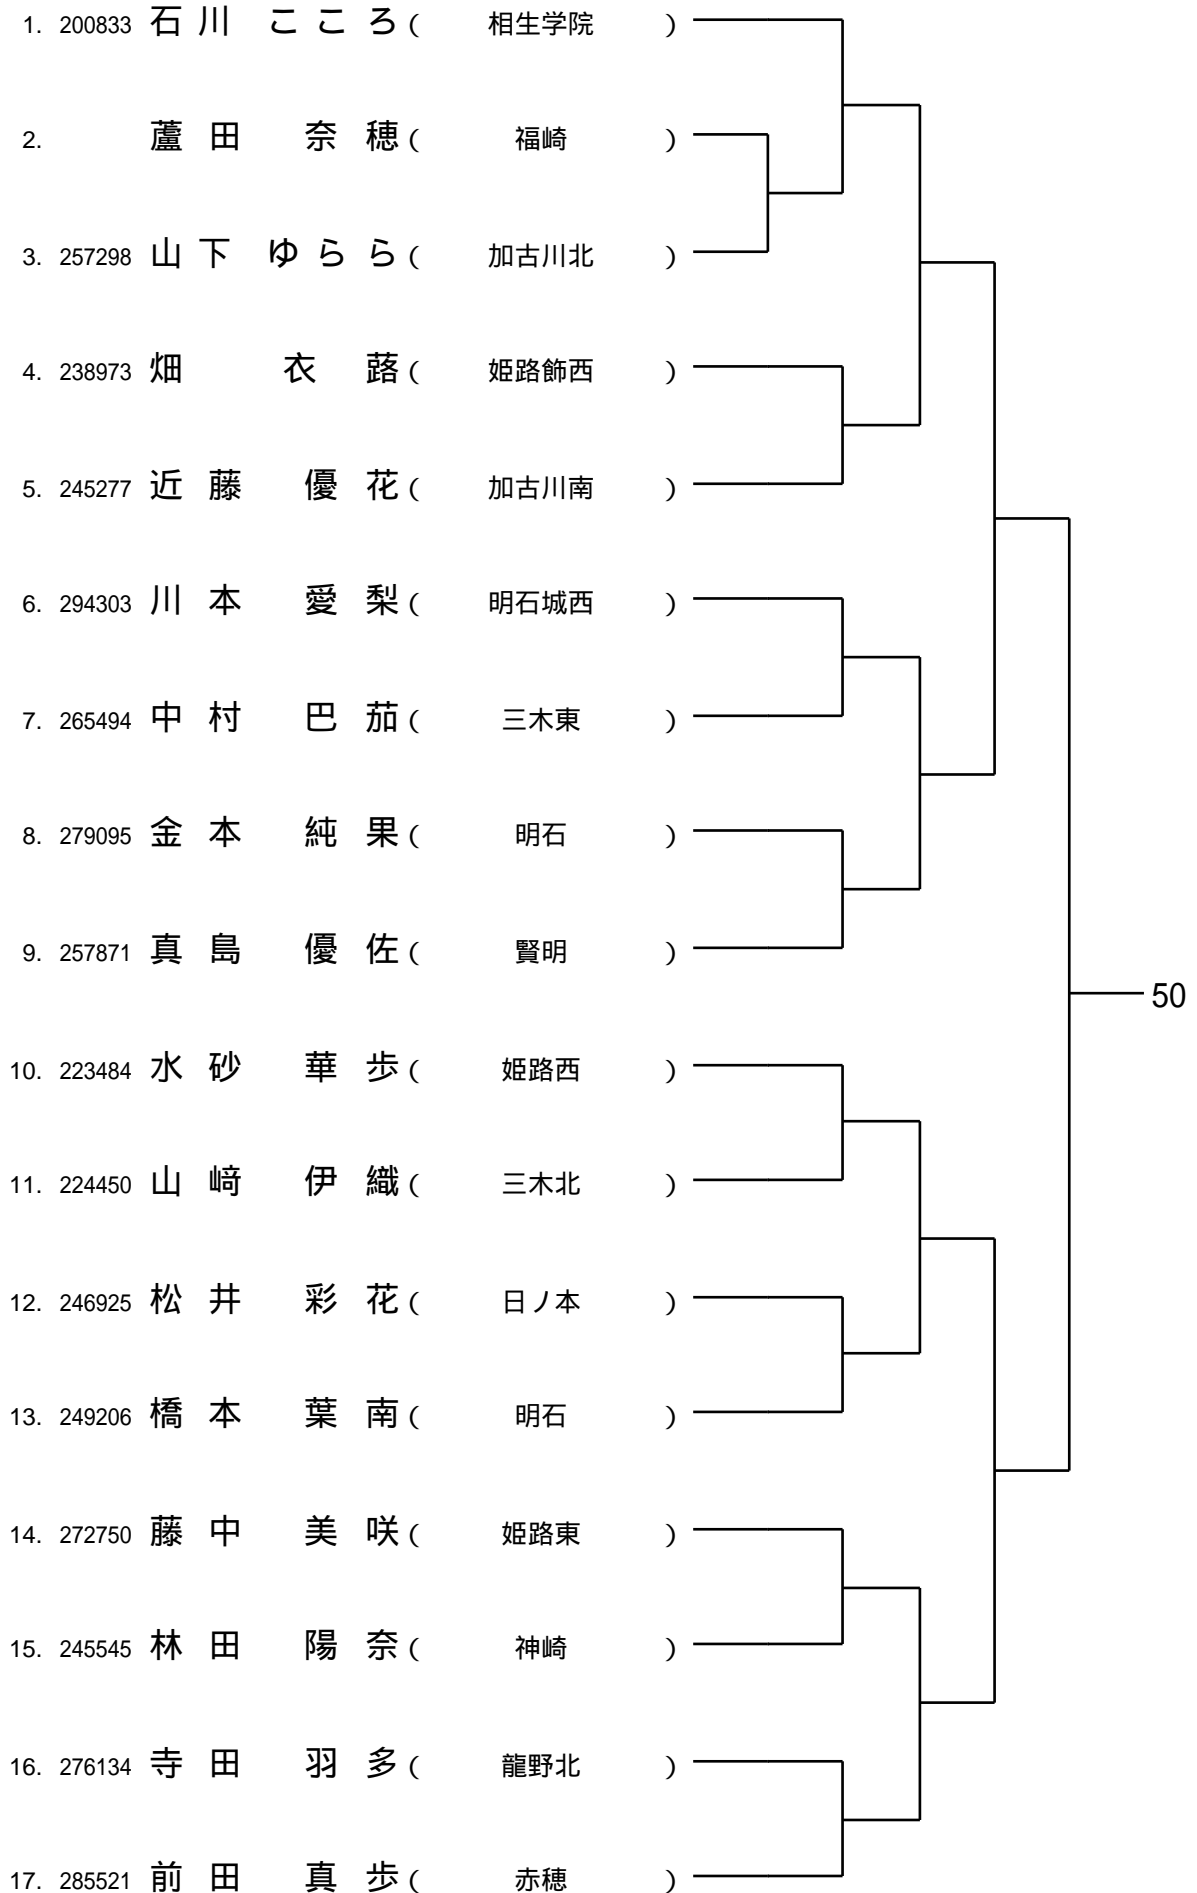 1. 200833 石川 こころ ( 相生学院 )
2. 蘆田 奈穂 ( 福崎 )
3. 257298 山下 ゆらら ( 加古川北 )
4. 238973 畑 衣蕗 ( 姫路飾西 )
5. 245277 近藤 優花 ( 加古川南 )
6. 294303 川本 愛梨 ( 明石城西 )
7. 265494 中村 巴茄 ( 三木東 )
8. 279095 金本 純果 ( 明石 )
9. 257871 真島 優佐 ( 賢明 )
50
10. 223484 水砂 華歩 ( 姫路西 )
11. 224450 山﨑 伊織 ( 三木北 )
12. 246925 松井 彩花 ( 日ノ本 )
13. 249206 橋本 葉南 ( 明石 )
14. 272750 藤中 美咲 ( 姫路東 )
15. 245545 林田 陽奈 ( 神崎 )
16. 276134 寺田 羽多 ( 龍野北 )
17. 285521 前田 真歩 ( 赤穂 )